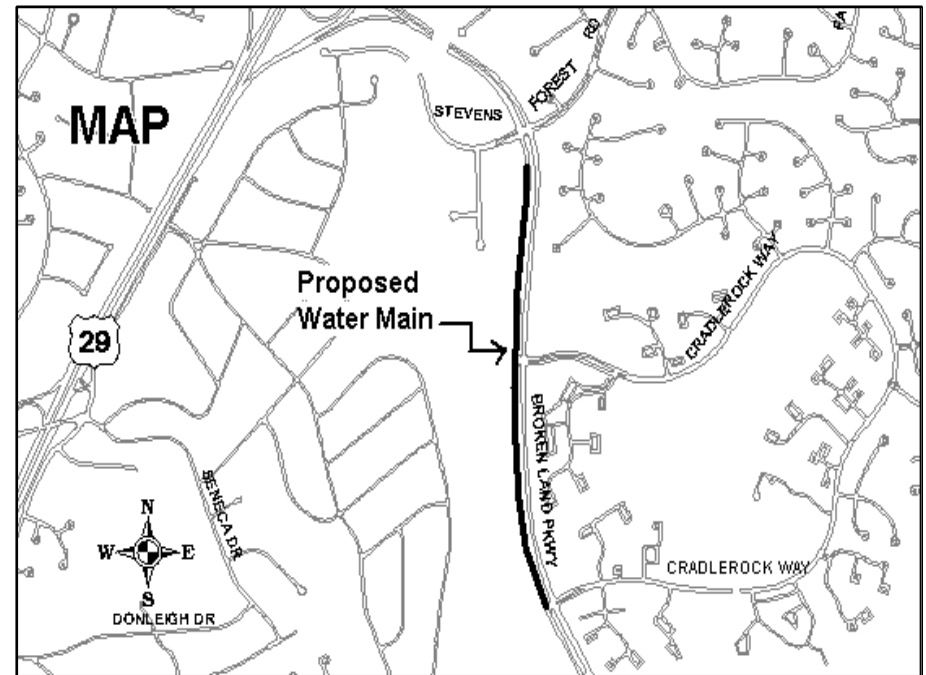 MAP
STEVENS
FOREST
RD
RA
Proposed
Water Main
CRADLEROCK WAY
29
BROKEN LAND PKWY
SENECA DR
N
W E
S
CRADLEROCK WAY
DONLEIGH DR